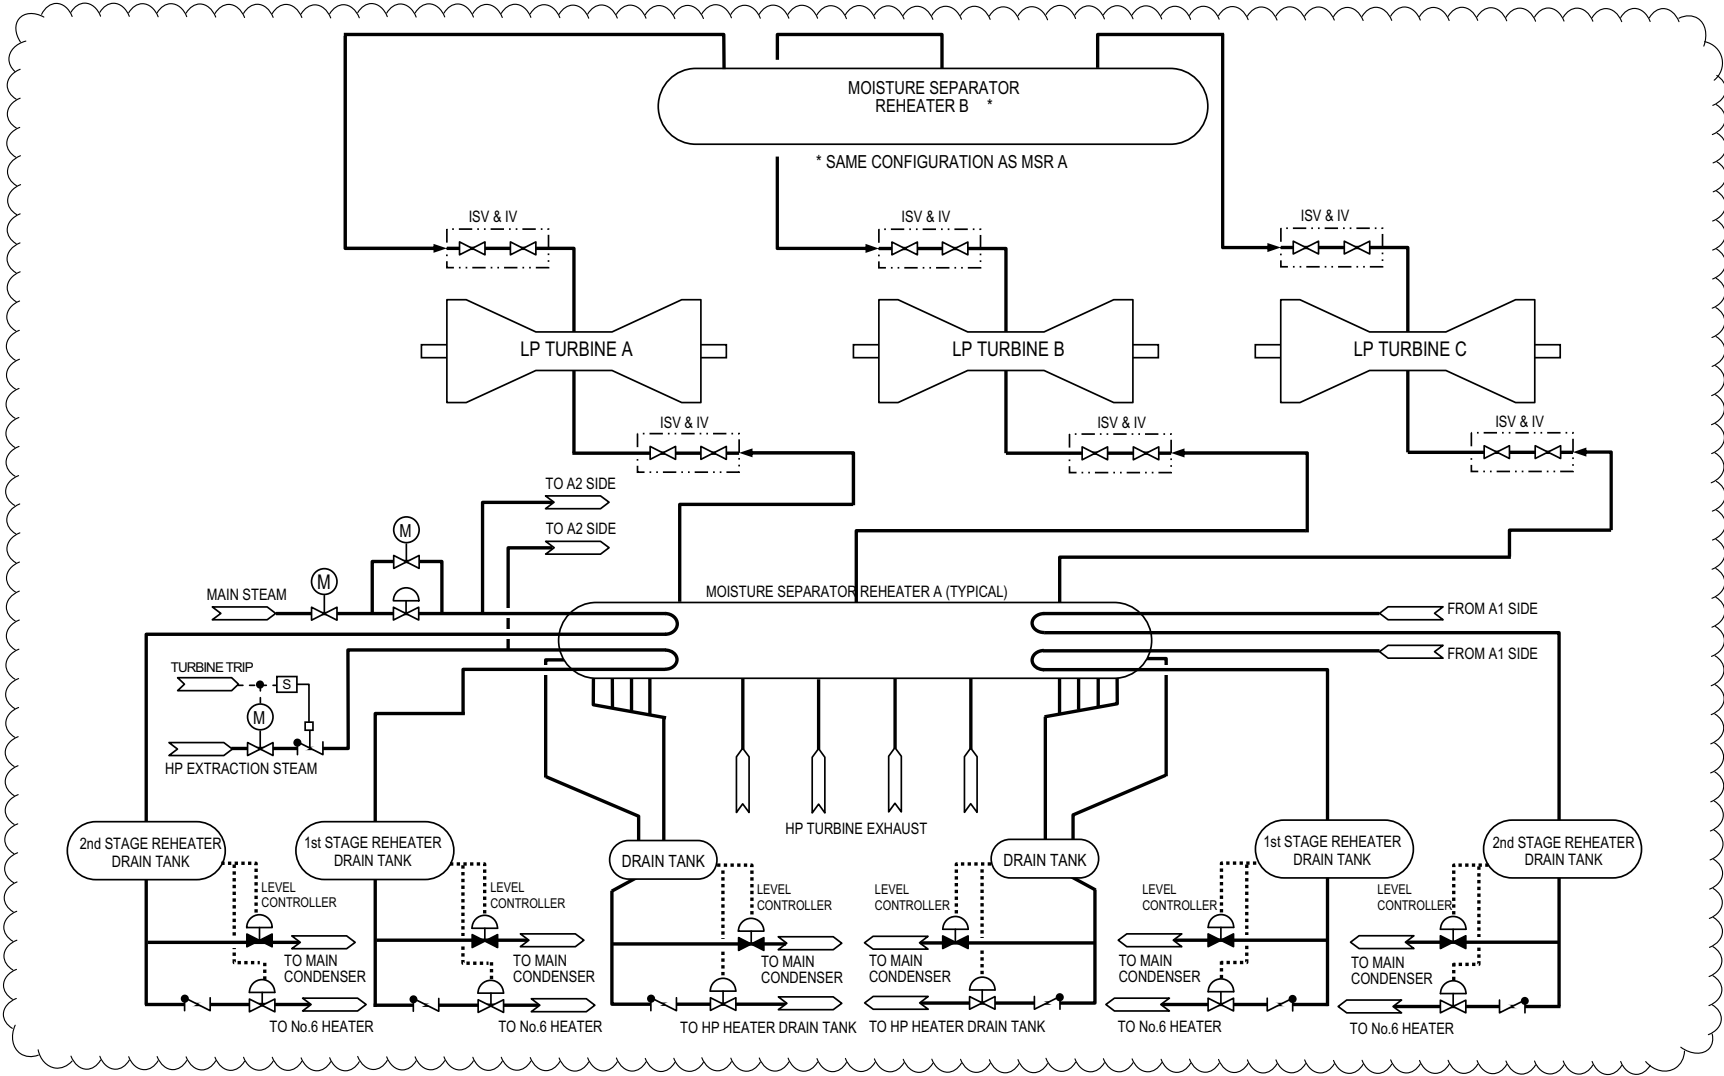 MOISTURE SEPARATOR
REHEATER B *
* SAME CONFIGURATION AS MSR A
ISV & IV
ISV & IV
ISV & IV
LP TURBINE A
LP TURBINE B
LP TURBINE C
ISV & IV
ISV & IV
ISV & IV
TO A2 SIDE
TO A2 SIDE
M
M
MAIN STEAM
MOISTURE SEPARATOR REHEATER A (TYPICAL)
FROM A1 SIDE
FROM A1 SIDE
TURBINE TRIP
S
M
HP EXTRACTION STEAM
HP TURBINE EXHAUST
2nd STAGE REHEATER
DRAIN TANK
1st STAGE REHEATER
DRAIN TANK
DRAIN TANK
DRAIN TANK
1st STAGE REHEATER
DRAIN TANK
2nd STAGE REHEATER
DRAIN TANK
LEVEL
CONTROLLER
LEVEL
CONTROLLER
LEVEL
CONTROLLER
LEVEL
CONTROLLER
LEVEL
CONTROLLER
LEVEL
CONTROLLER
TO MAIN
CONDENSER
TO MAIN
CONDENSER
TO MAIN
CONDENSER
TO MAIN
CONDENSER
TO MAIN
CONDENSER
TO MAIN
CONDENSER
TO No.6 HEATER
TO No.6 HEATER
TO HP HEATER DRAIN TANK
TO HP HEATER DRAIN TANK
TO No.6 HEATER
TO No.6 HEATER